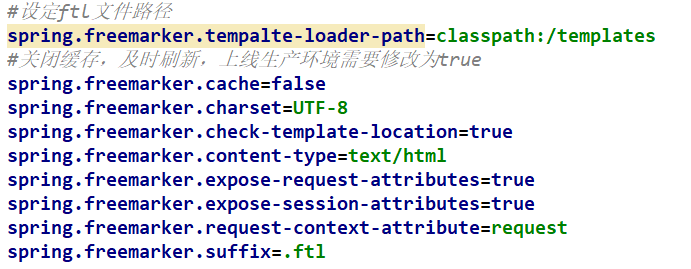 #设定ftl文件路径
spring.freemarker.tempalte-loader-path=classpath:/templates
#关闭缓存，及时刷新，上线生产环境需要修改为true
spring.freemarker.cache=false
spring.freemarker.charset=UTF-8
spring.freemarker.check-template-location=true
spring.freemarker.content-type=text/html
spring.freemarker.expose-request-attributes=true
spring.freemarker.expose-session-attributes=true
spring.freemarker.request-context-attribute=request
spring.freemarker.suffix=.ftl